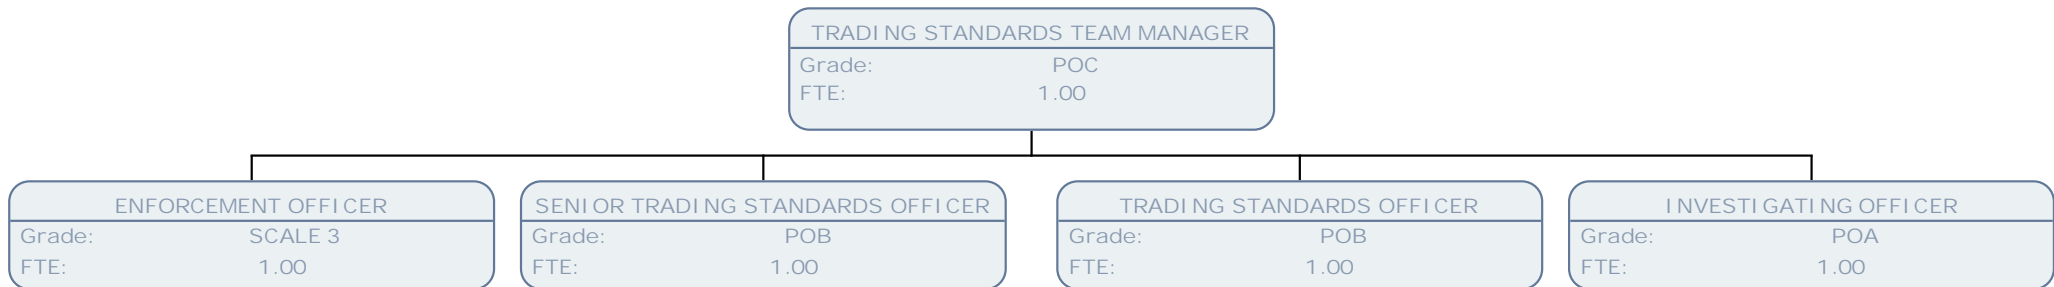 TRADING STANDARDS TEAM MANAGER
Grade: POC
FTE: 1.00
ENFORCEMENT OFFICER
Grade: SCALE 3
FTE: 1.00
SENIOR TRADING STANDARDS OFFICER
Grade: POB
FTE: 1.00
TRADING STANDARDS OFFICER
Grade: POB
FTE: 1.00
INVESTIGATING OFFICER
Grade: POA
FTE: 1.00